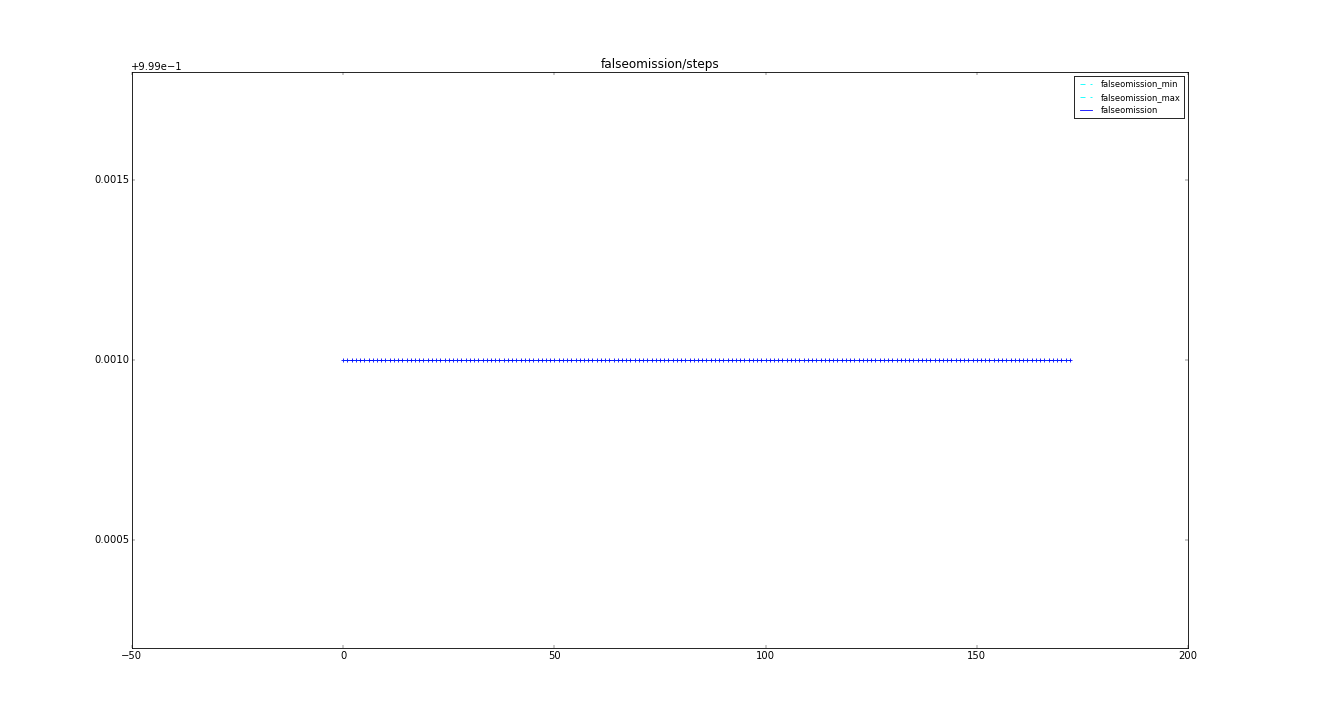 falseomission/steps
+9.99e−1
falseomission_min
falseomission_max
falseomission
0.0015
0.0010
0.0005
−50
0
50
100
150
200